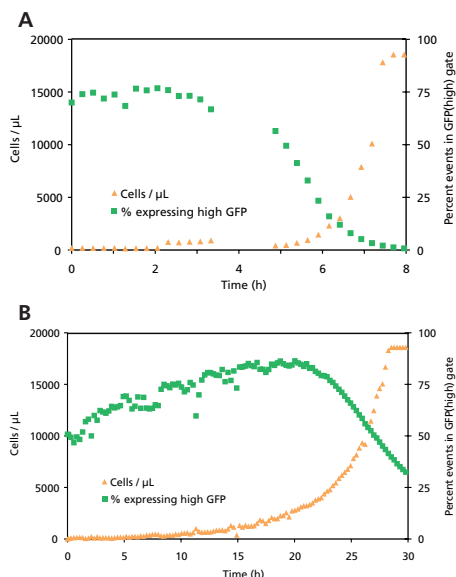 A
20000
15000
10000
5000
0
Cells / µL
100
75
50
25
0
Percent events in GFP(high) gate
Cells / µL
% expressing high GFP
0 2 4 6 8
Time (h)
B
20000
15000
10000
5000
0
Cells / µL
100
75
50
25
0
Percent events in GFP(high) gate
Cells / µL
% expressing high GFP
0 5 10 15 20 25 30
Time (h)